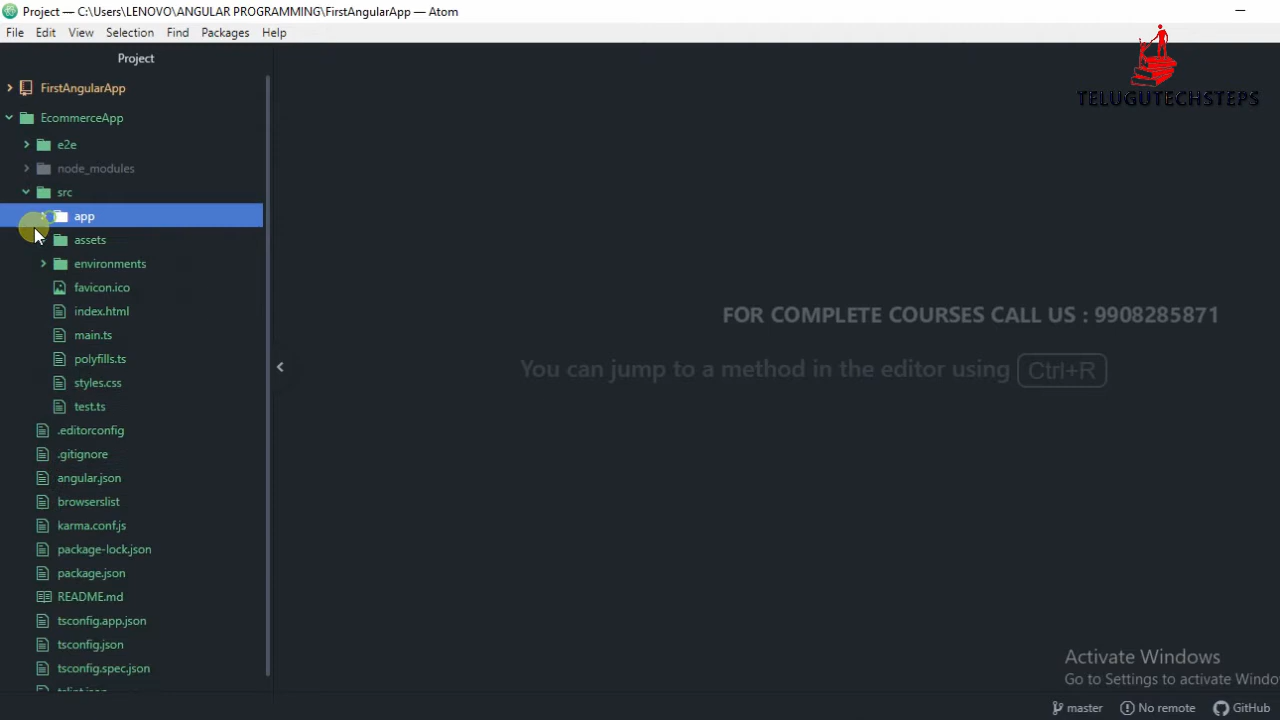 Project — C:\Users\LENOVO\ANGULAR PROGRAMMING\FirstAngularApp — Atom
File Edit View Selection Find Packages Help
TELUGUTECHSTEPS
Project
FirstAngularApp
EcommerceApp
e2e
node_modules
src
app
assets
environments
favicon.ico
index.html
main.ts
polyfills.ts
styles.css
test.ts
.editorconfig
.gitignore
angular.json
browserslist
karma.conf.js
package-lock.json
package.json
README.md
tsconfig.app.json
tsconfig.json
tsconfig.spec.json
FOR COMPLETE COURSES CALL US : 9908285871
You can jump to a method in the editor using Ctrl+R
Activate Windows
Go to Settings to activate Windo
master No remote GitHub